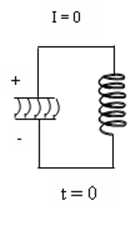 I = 0
+
-
t = 0